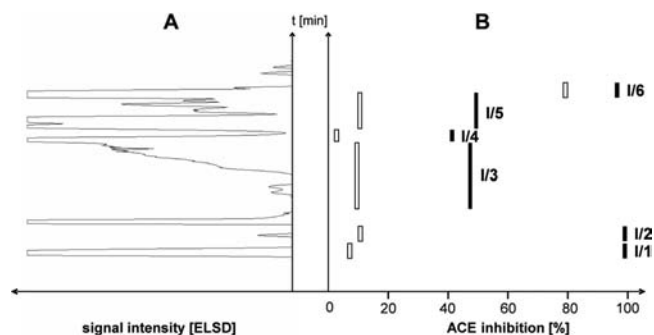 A
t [min]
B
I/6
I/5
I/4
I/3
I/2
I/1
0 20 40 60 80 100
signal intensity [ELSD]
ACE inhibition [%]